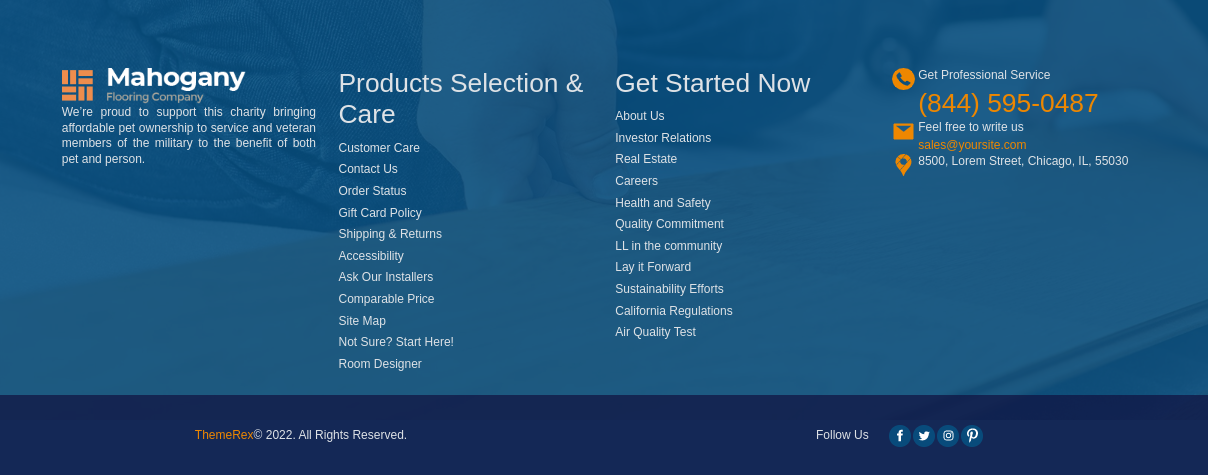 Mahogany
Flooring Company
We're proud to support this charity bringing
affordable pet ownership to service and veteran
members of the military to the benefit of both
pet and person.
Products Selection &
Care
Customer Care
Contact Us
Order Status
Gift Card Policy
Shipping & Returns
Accessibility
Ask Our Installers
Comparable Price
Site Map
Not Sure? Start Here!
Room Designer
Get Started Now
About Us
Investor Relations
Real Estate
Careers
Health and Safety
Quality Commitment
LL in the community
Lay it Forward
Sustainability Efforts
California Regulations
Air Quality Test
Get Professional Service
(844) 595-0487
Feel free to write us
sales@yoursite.com
8500, Lorem Street, Chicago, IL, 55030
ThemeRex© 2022. All Rights Reserved.
Follow Us